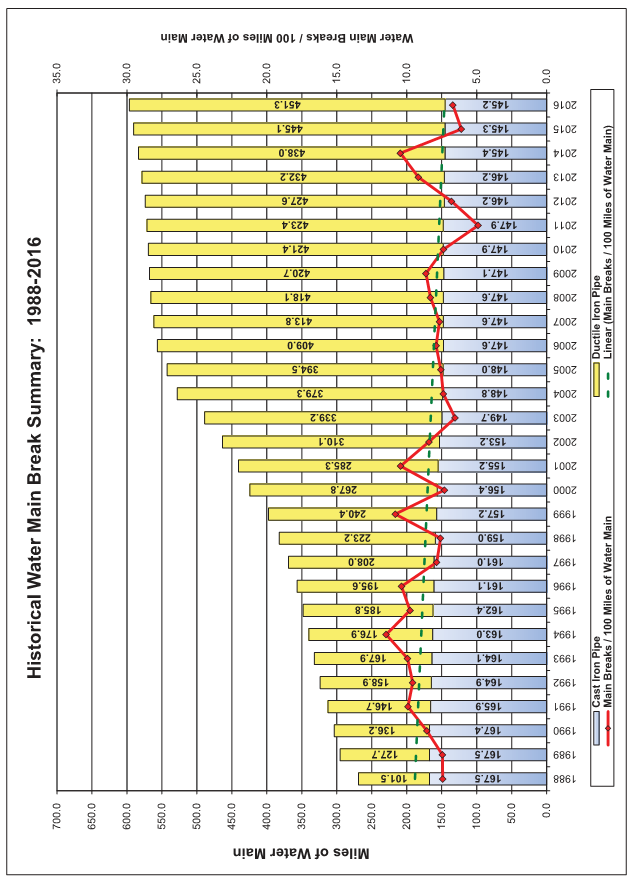 Historical Water Main Break Summary: 1988-2016
Miles of Water Main
700.0
650.0
600.0
550.0
500.0
450.0
400.0
350.0
300.0
250.0
200.0
150.0
100.0
50.0
0.0
Water Main Breaks / 100 Miles of Water Main
35.0
30.0
25.0
20.0
15.0
10.0
5.0
0.0
101.5 127.7 136.2 146.7 158.9 167.9 176.9 185.8 195.6 208.0 223.2 240.4 267.8 285.3 310.1 339.2 379.3 394.5 409.0 413.8 418.1 420.7 421.4 423.4 427.6 432.2 438.0 445.1 451.3
167.5 167.5 167.4 165.9 164.9 164.1 163.0 162.4 161.1 161.0 159.0 157.2 156.4 155.2 153.2 149.7 148.8 148.0 147.6 147.6 147.6 147.1 147.9 147.9 146.2 146.2 145.4 145.3 145.2
1988 1989 1990 1991 1992 1993 1994 1995 1996 1997 1998 1999 2000 2001 2002 2003 2004 2005 2006 2007 2008 2009 2010 2011 2012 2013 2014 2015 2016
Cast Iron Pipe
Ductile Iron Pipe
Main Breaks / 100 Miles of Water Main
Linear (Main Breaks / 100 Miles of Water Main)